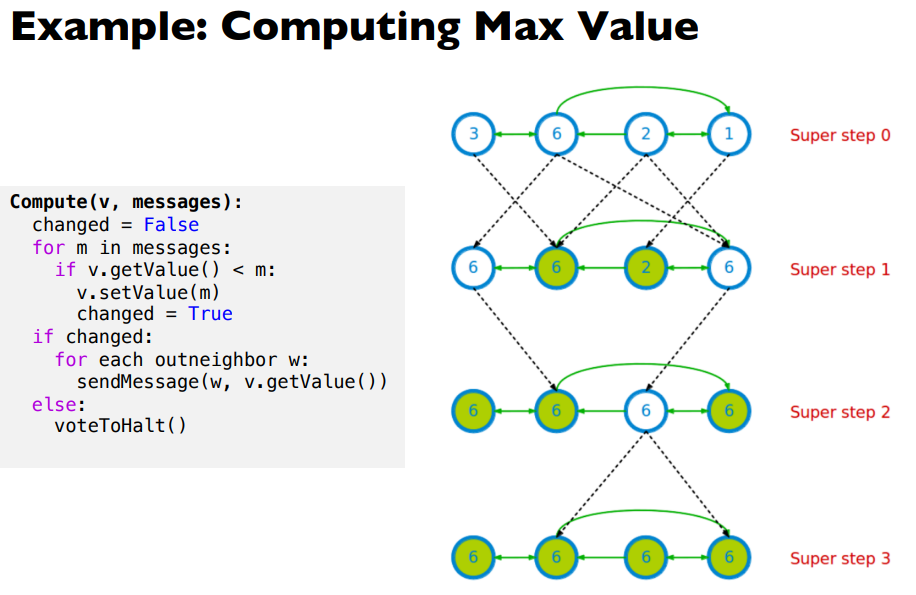 Example: Computing Max Value
Compute(v, messages):
changed = False
for m in messages:
if v.getValue() < m:
v.setValue(m)
changed = True
if changed:
for each outneighbor w:
sendMessage(w, v.getValue())
else:
voteToHalt()
3 6 2 1 Super step 0
6 6 2 6 Super step 1
6 6 6 6 Super step 2
6 6 6 6 Super step 3